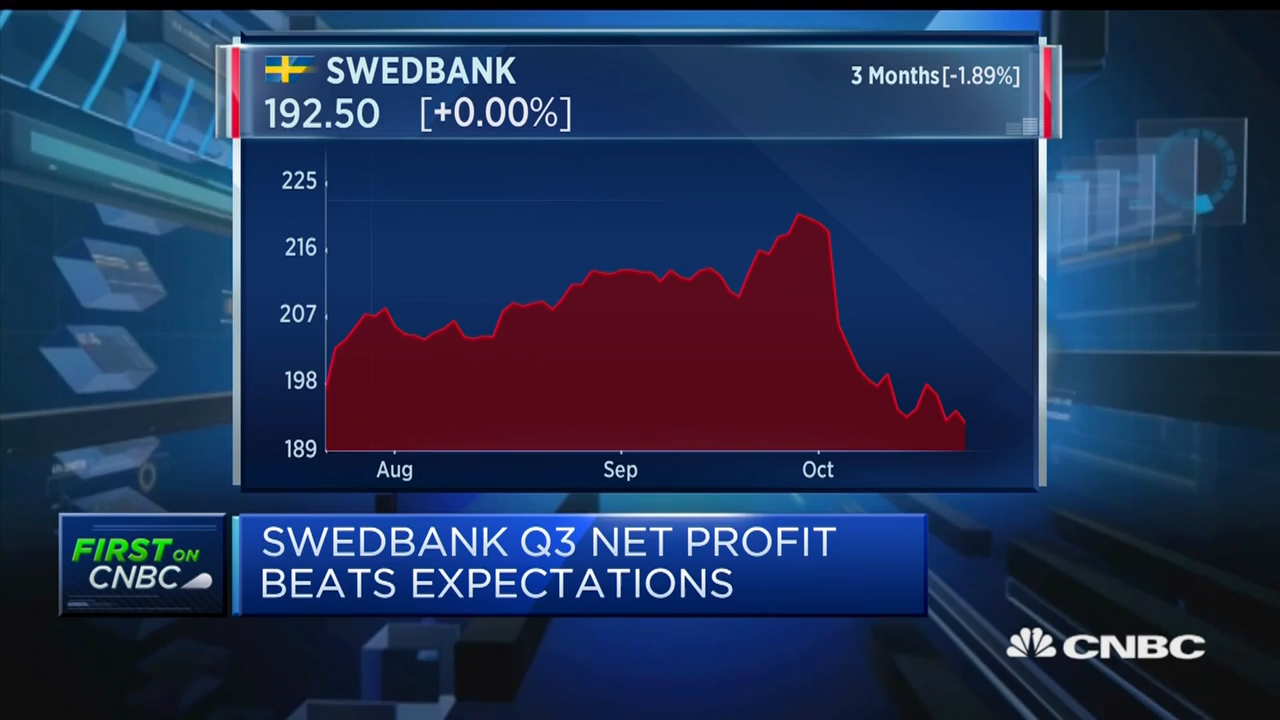 SWEDBANK
3 Months[-1.89%]
192.50 [+0.00%]
225
216
207
198
189
Aug Sep Oct
FIRST ON
CNBC
SWEDBANK Q3 NET PROFIT
BEATS EXPECTATIONS
CNBC